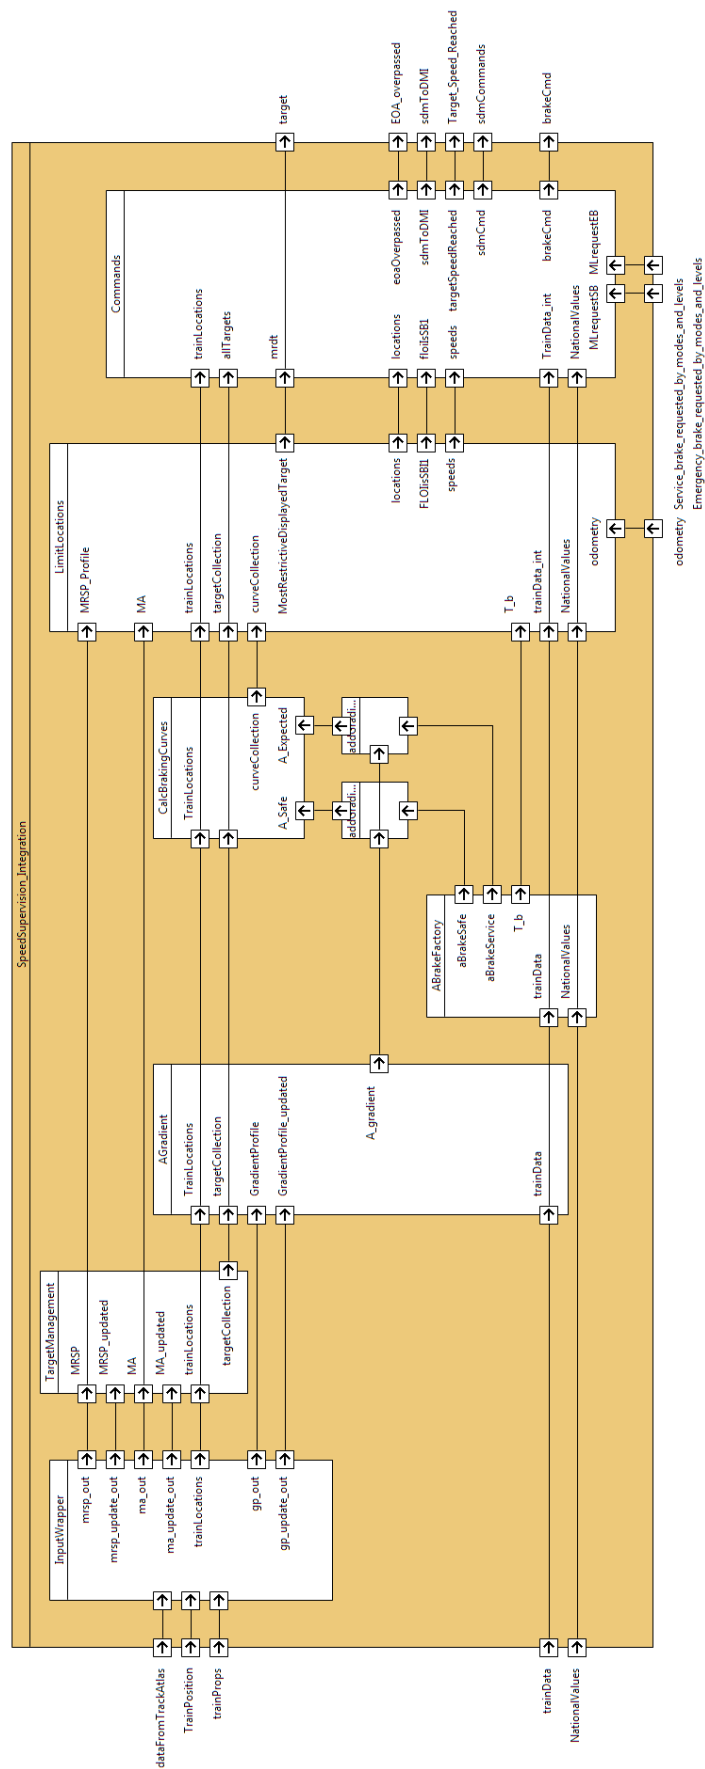 SpeedSupervision_Integration
dataFromTrackAtlas
TrainPosition
trainProps
trainData
NationalValues
InputWrapper
mrsp_out
mrsp_update_out
ma_out
ma_update_out
trainLocations
gp_out
gp_update_out
TargetManagement
MRSP
MRSP_updated
MA
MA_updated
trainLocations
targetCollection
AGradient
TrainLocations
targetCollection
GradientProfile
GradientProfile_updated
A_gradient
trainData
ABrakeFactory
aBrakeSafe
aBrakeService
T_b
trainData
NationalValues
CalcBrakingCurves
TrainLocations
curveCollection
A_Safe
A_Expected
addGradi...
addGradi...
LimitLocations
MRSP_Profile
MA
trainLocations
targetCollection
curveCollection
MostRestrictiveDisplayedTarget
T_b
trainData_int
NationalValues
locations
FLOIisSBI1
speeds
odometry
odometry
Commands
trainLocations
allTargets
mrdt
locations
floiIsSB1
speeds
TrainData_int
NationalValues
eoaOverpassed
sdmToDMI
targetSpeedReached
sdmCmd
brakeCmd
MLrequestSB
MLrequestEB
Service_brake_requested_by_modes_and_levels
Emergency_brake_requested_by_modes_and_levels
target
EOA_overpassed
sdmToDMI
Target_Speed_Reached
sdmCommands
brakeCmd